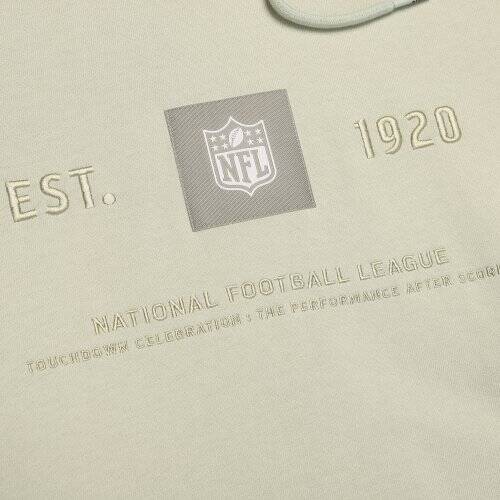 EST.
NFL
1920
NATIONAL FOOTBALL LEAGUE
TOUCHDOWN CELEBRATION : THE PERFORMANCE AFTER